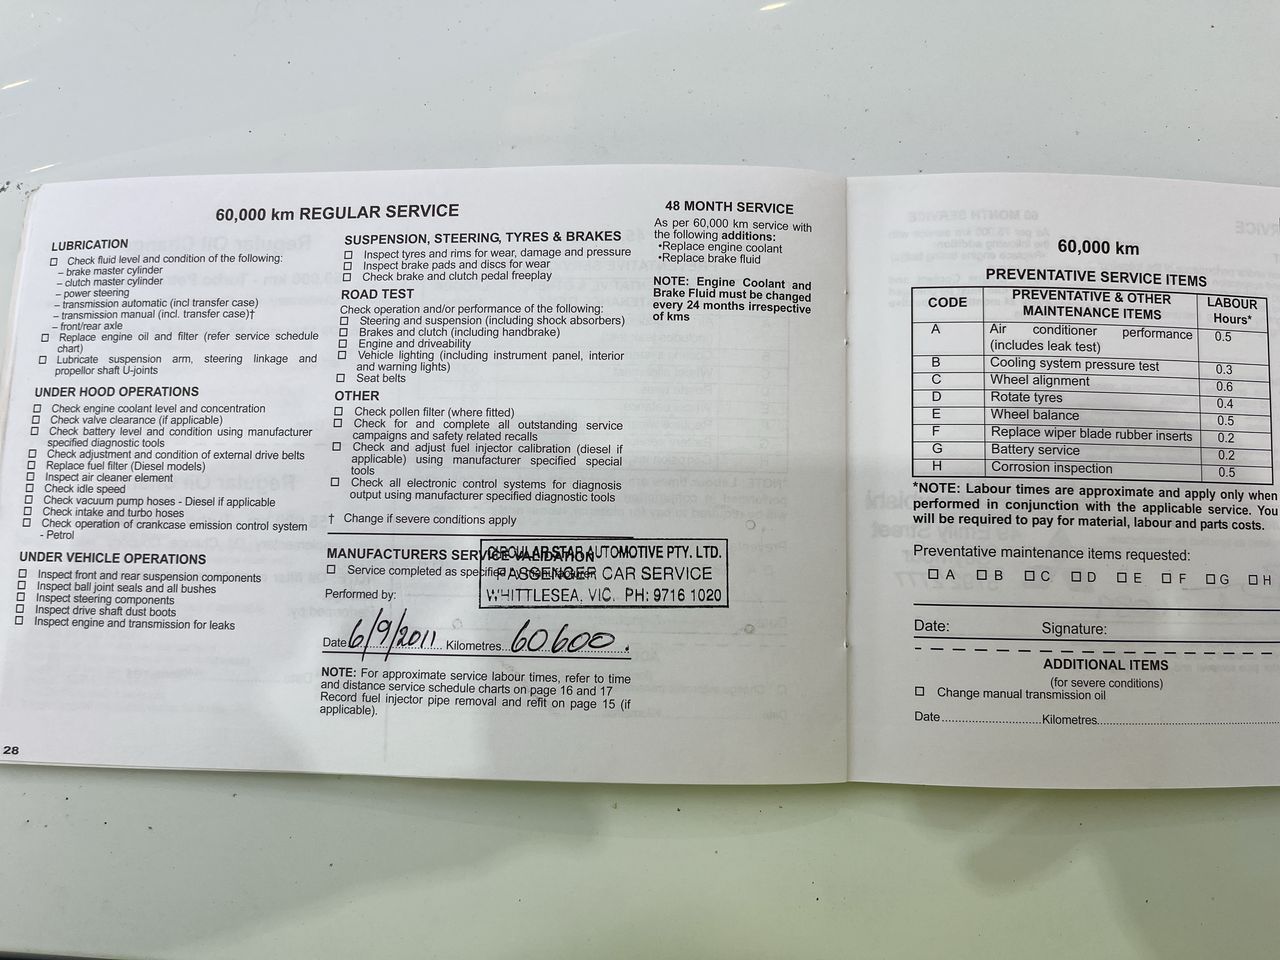 60,000 km REGULAR SERVICE
LUBRICATION
☐ Check fluid level and condition of the following:
– brake master cylinder
– clutch master cylinder
– power steering
– transmission automatic (incl transfer case)
– transmission manual (incl. transfer case)†
– front/rear axle
☐ Replace engine oil and filter (refer service schedule
chart)
☐ Lubricate suspension arm, steering linkage and
propellor shaft U-joints
UNDER HOOD OPERATIONS
☐ Check engine coolant level and concentration
☐ Check valve clearance (if applicable)
☐ Check battery level and condition using manufacturer
specified diagnostic tools
☐ Check adjustment and condition of external drive belts
☐ Replace fuel filter (Diesel models)
☐ Inspect air cleaner element
☐ Check idle speed
☐ Check vacuum pump hoses - Diesel if applicable
☐ Check intake and turbo hoses
☐ Check operation of crankcase emission control system
- Petrol
UNDER VEHICLE OPERATIONS
☐ Inspect front and rear suspension components
☐ Inspect ball joint seals and all bushes
☐ Inspect steering components
☐ Inspect drive shaft dust boots
☐ Inspect engine and transmission for leaks
28
SUSPENSION, STEERING, TYRES & BRAKES
☐ Inspect tyres and rims for wear, damage and pressure
☐ Inspect brake pads and discs for wear
☐ Check brake and clutch pedal freeplay
ROAD TEST
Check operation and/or performance of the following:
☐ Steering and suspension (including shock absorbers)
☐ Brakes and clutch (including handbrake)
☐ Engine and driveability
☐ Vehicle lighting (including instrument panel, interior
and warning lights)
☐ Seat belts
OTHER
☐ Check pollen filter (where fitted)
☐ Check for and complete all outstanding service
campaigns and safety related recalls
☐ Check and adjust fuel injector calibration (diesel if
applicable) using manufacturer specified special
tools
☐ Check all electronic control systems for diagnosis
output using manufacturer specified diagnostic tools
† Change if severe conditions apply
MANUFACTURERS SERVICE VALIDATION
☐ Service completed as specified
Performed by:
CIRCULAR STAR AUTOMOTIVE PTY. LTD.
PASSENGER CAR SERVICE
WHITTLESEA, VIC. PH: 9716 1020
Date 6/9/2011 Kilometres 60600.
NOTE: For approximate service labour times, refer to time
and distance service schedule charts on page 16 and 17
Record fuel injector pipe removal and refit on page 15 (if
applicable).
48 MONTH SERVICE
As per 60,000 km service with
the following additions:
•Replace engine coolant
•Replace brake fluid
NOTE: Engine Coolant and
Brake Fluid must be changed
every 24 months irrespective
of kms
60,000 km
PREVENTATIVE SERVICE ITEMS
CODE PREVENTATIVE & OTHER MAINTENANCE ITEMS LABOUR Hours*
A Air conditioner performance (includes leak test) 0.5
B Cooling system pressure test 0.3
C Wheel alignment 0.6
D Rotate tyres 0.4
E Wheel balance 0.5
F Replace wiper blade rubber inserts 0.2
G Battery service 0.2
H Corrosion inspection 0.5
*NOTE: Labour times are approximate and apply only when
performed in conjunction with the applicable service. You
will be required to pay for material, labour and parts costs.
Preventative maintenance items requested:
☐ A ☐ B ☐ C ☐ D ☐ E ☐ F ☐ G ☐ H
Date: Signature:
ADDITIONAL ITEMS
(for severe conditions)
☐ Change manual transmission oil
Date Kilometres